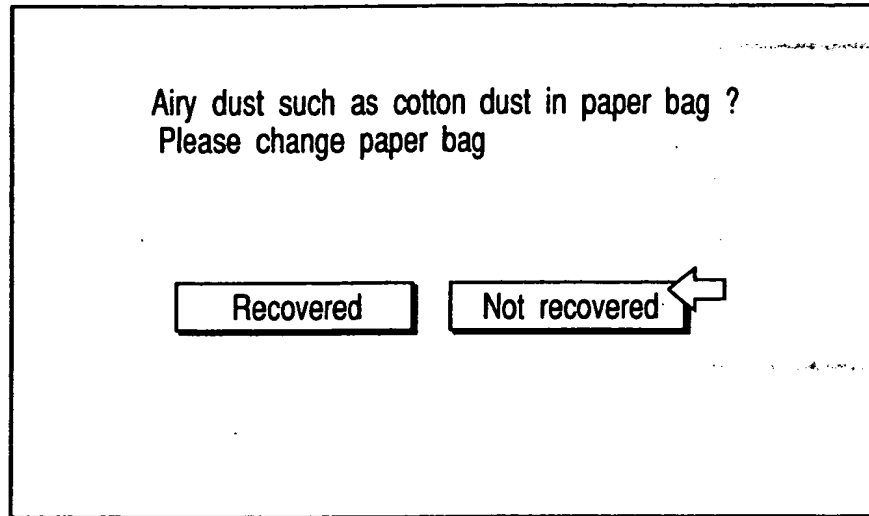 Airy dust such as cotton dust in paper bag ?
Please change paper bag
Recovered
Not recovered